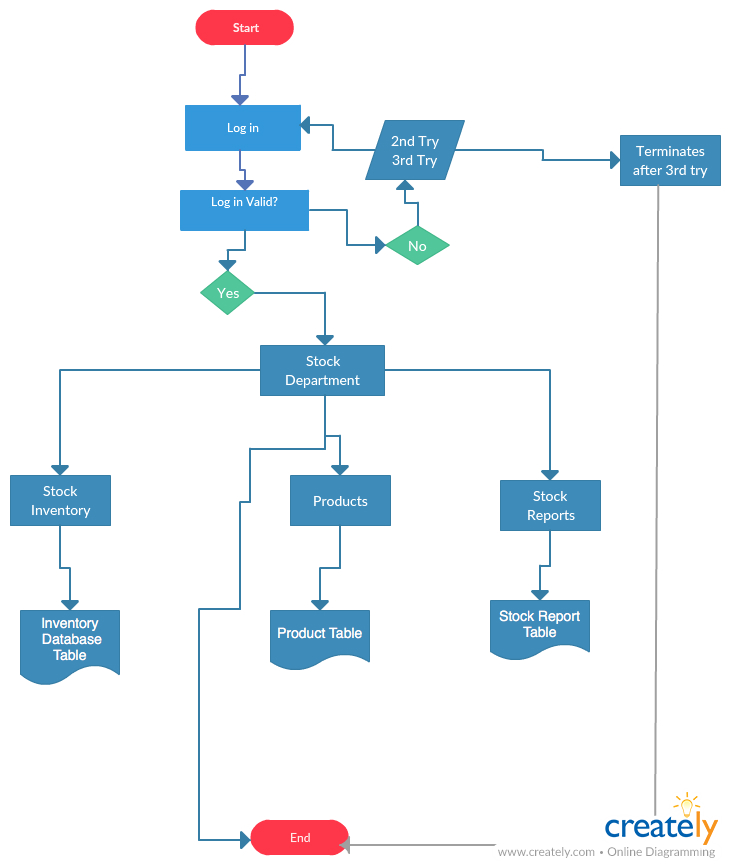 Start
Log in
2nd Try
3rd Try
Terminates
after 3rd try
Log in Valid?
No
Yes
Stock
Department
Stock
Inventory
Products
Stock
Reports
Inventory
Database
Table
Product Table
Stock Report
Table
End
creately
www.creately.com • Online Diagramming